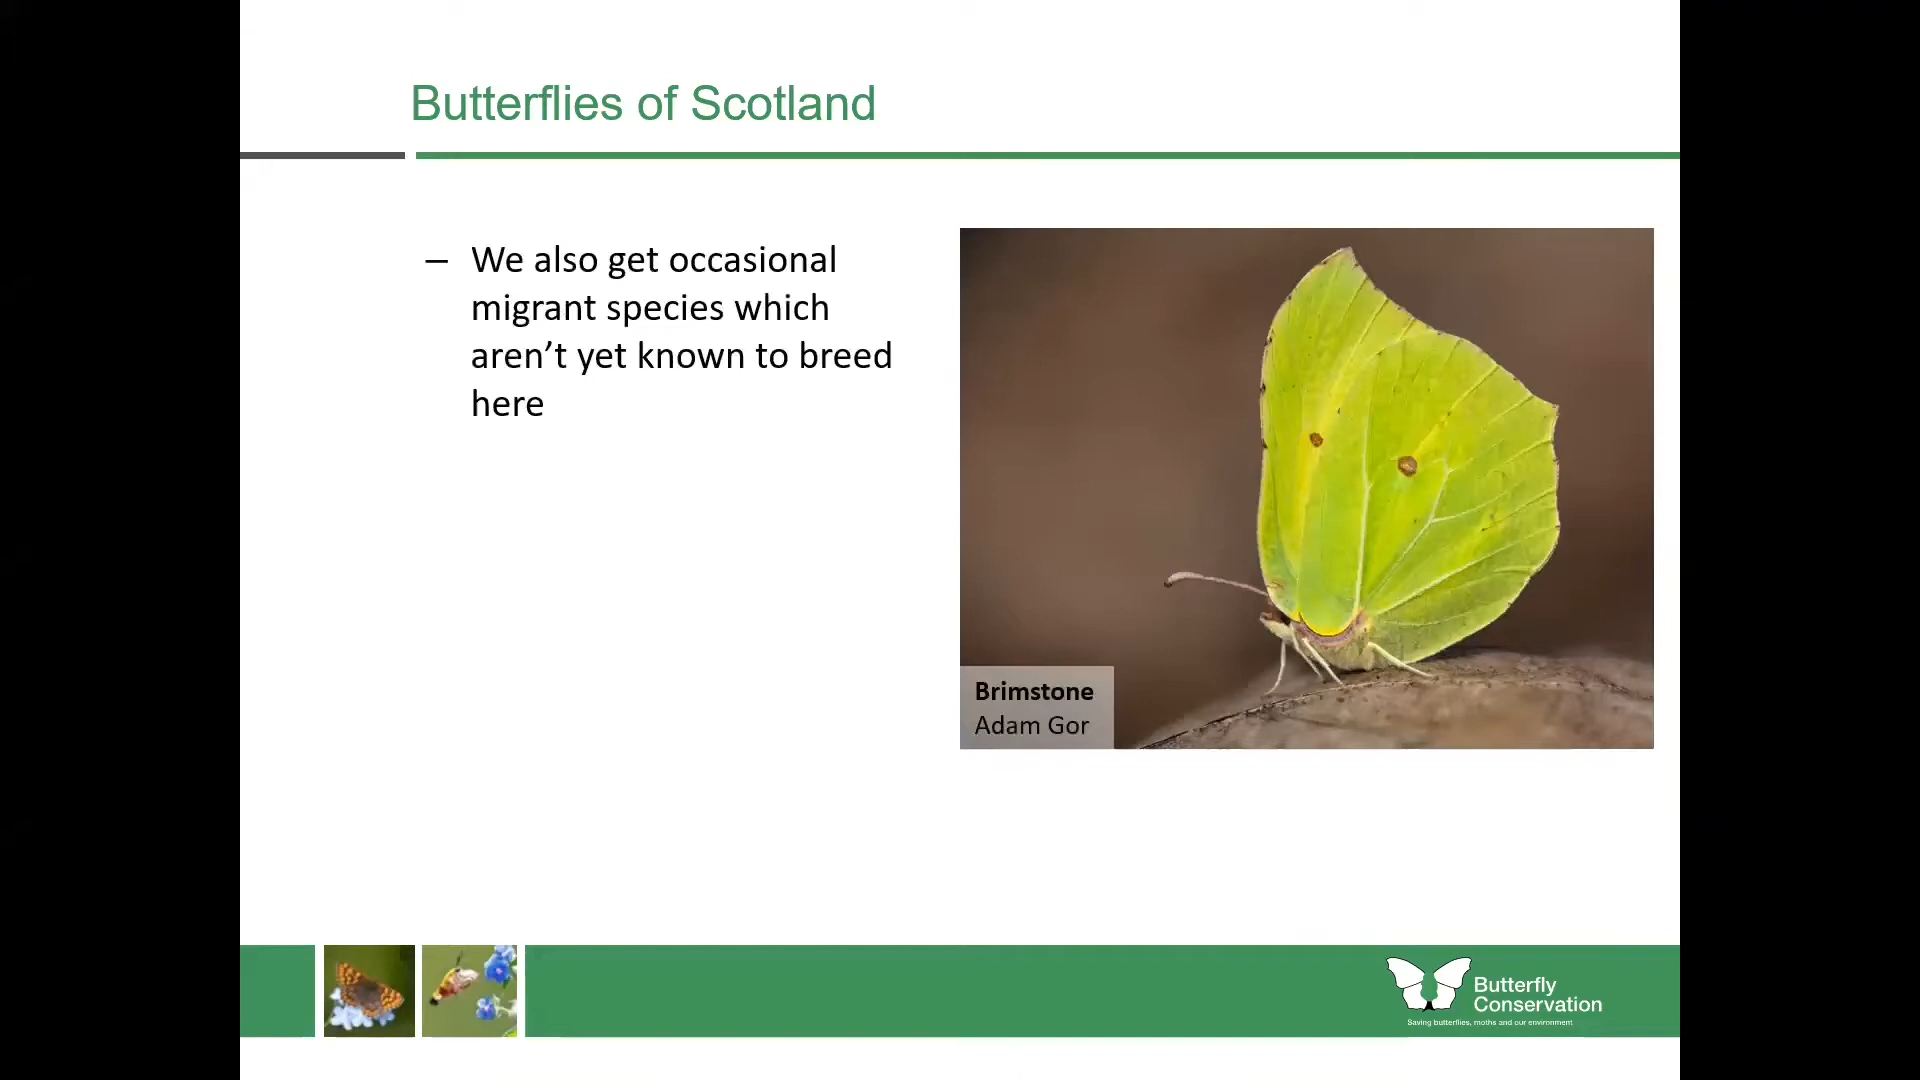 Butterflies of Scotland
– We also get occasional
migrant species which
aren’t yet known to breed
here
Brimstone
Adam Gor
Butterfly
Conservation
Saving butterflies, moths and our environment